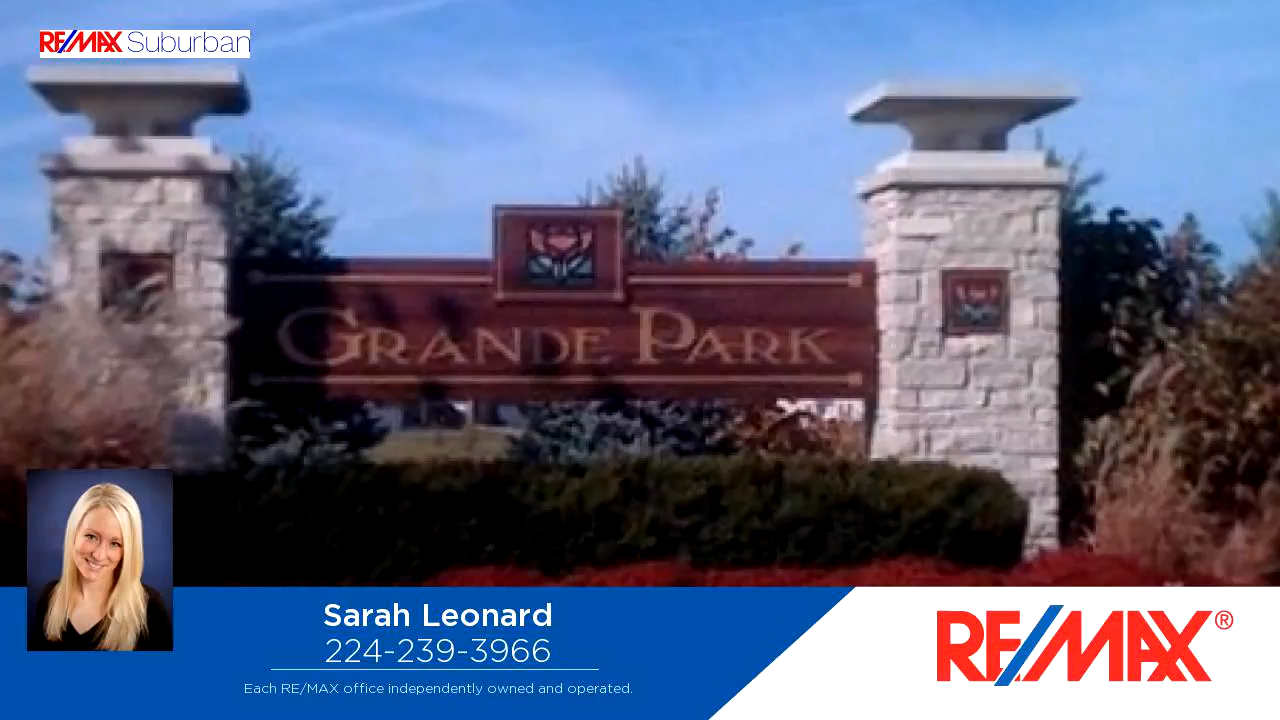 RE/MAX Suburban
GRANDE PARK
Sarah Leonard
224-239-3966
Each RE/MAX office independently owned and operated.
RE/MAX®